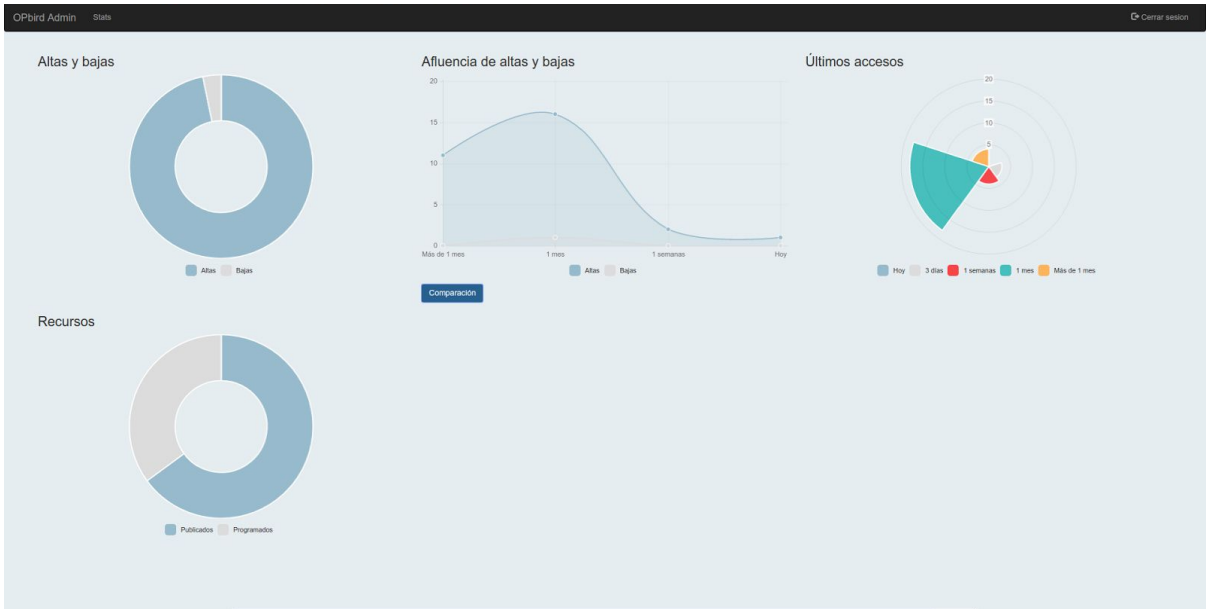 OPbird Admin Stats Cerrar sesion
Altas y bajas
Altas Bajas
Afluencia de altas y bajas
20
15
10
5
0
Más de 1 mes 1 mes 1 semanas Hoy
Altas Bajas
Comparación
Últimos accesos
20
15
10
5
Hoy 3 días 1 semanas 1 mes Más de 1 mes
Recursos
Publicados Programados